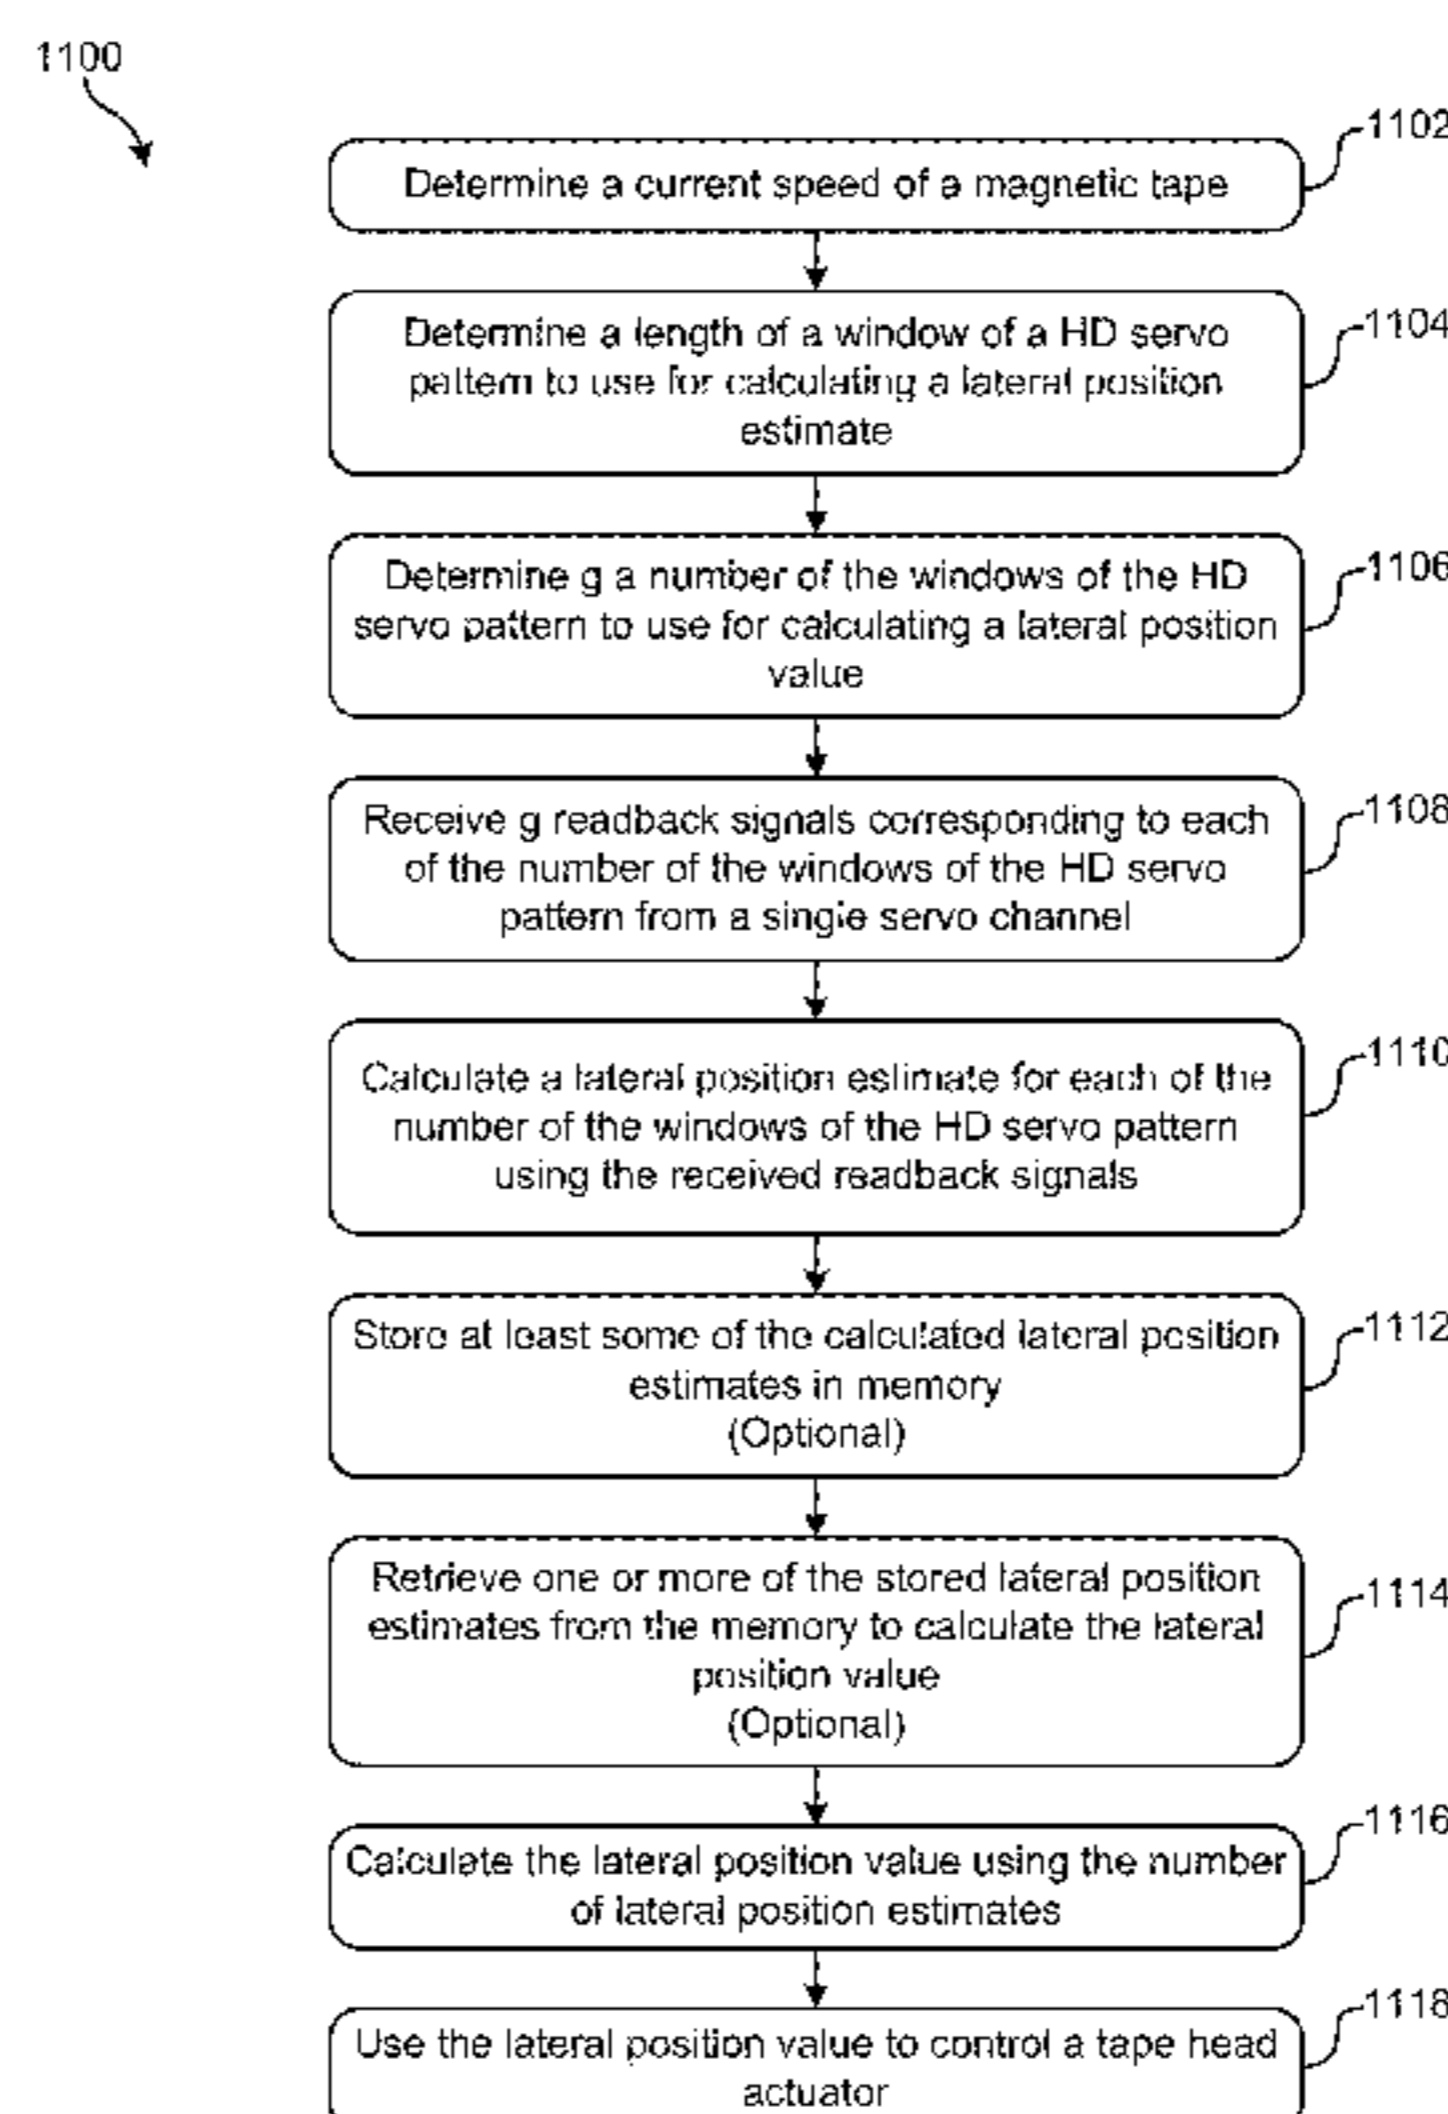 1100
1102
Determine a current speed of a magnetic tape
1104
Determine a length of a window of a HD servo
pattern to use for calculating a lateral position
estimate
1106
Determine g a number of the windows of the HD
servo pattern to use for calculating a lateral position
value
1108
Receive g readback signals corresponding to each
of the number of the windows of the HD servo
pattern from a single servo channel
1110
Calculate a lateral position estimate for each of the
number of the windows of the HD servo pattern
using the received readback signals
1112
Store at least some of the calculated lateral position
estimates in memory
(Optional)
1114
Retrieve one or more of the stored lateral position
estimates from the memory to calculate the lateral
position value
(Optional)
1116
Calculate the lateral position value using the number
of lateral position estimates
1118
Use the lateral position value to control a tape head
actuator